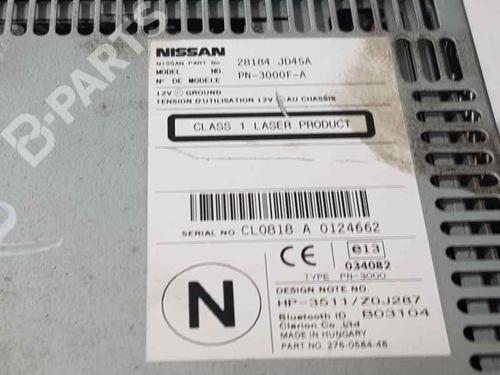 NISSAN
NISSAN PART No. 28184 JD45A
MODEL NO.
N° DE MODELE PN-3000F-A
12V ⊖ GROUND
TENSION D'UTILISATION 12V ⊖ AU CHASSIS
CLASS 1 LASER PRODUCT
SERIAL NO CL0818 A 0124662
CE e13
034082
TYPE PN-3000
N
DESIGN NOTE NO.
HP-3511/Z0J287
Bluetooth ID B03104
Clarion Co.,Ltd
MADE IN HUNGARY
PART NO. 276-0584-48
B-PARTS